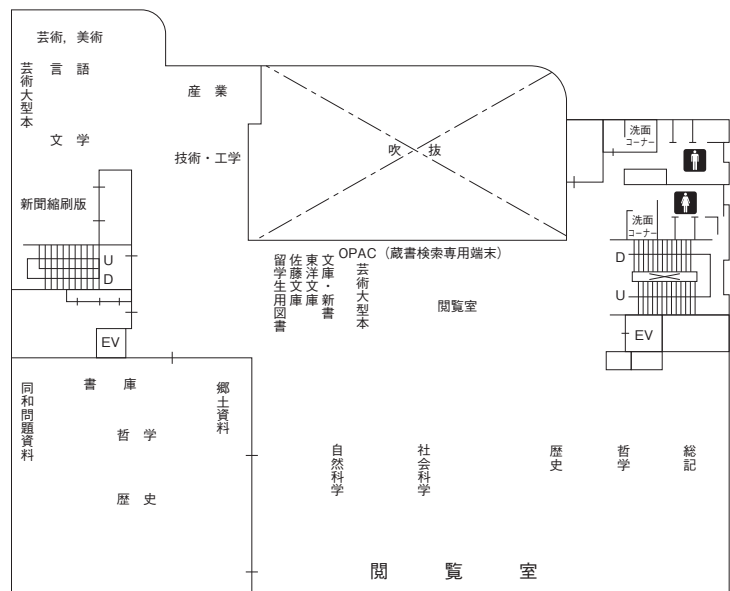 芸術，美術
芸術大型本
言 語
産 業
文 学
技術・工学
吹 抜
洗面
コーナー
新聞縮刷版
洗面
コーナー
U
D
OPAC（蔵書検索専用端末）
文庫・新書
東洋文庫
佐藤文庫
留学生用図書
芸術大型本
閲覧室
D
U
EV
EV
書 庫
同和問題資料
郷土資料
哲 学
歴 史
自然科学
社会科学
歴史
哲学
総記
閲 覧 室